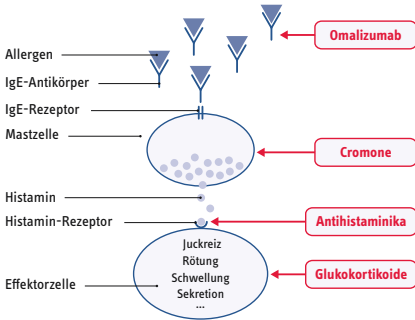 Omalizumab
Allergen
IgE-Antikörper
IgE-Rezeptor
Mastzelle
Cromone
Histamin
Histamin-Rezeptor
Antihistaminika
Juckreiz
Rötung
Schwellung
Sekretion
...
Effektorzelle
Glukokortikoide